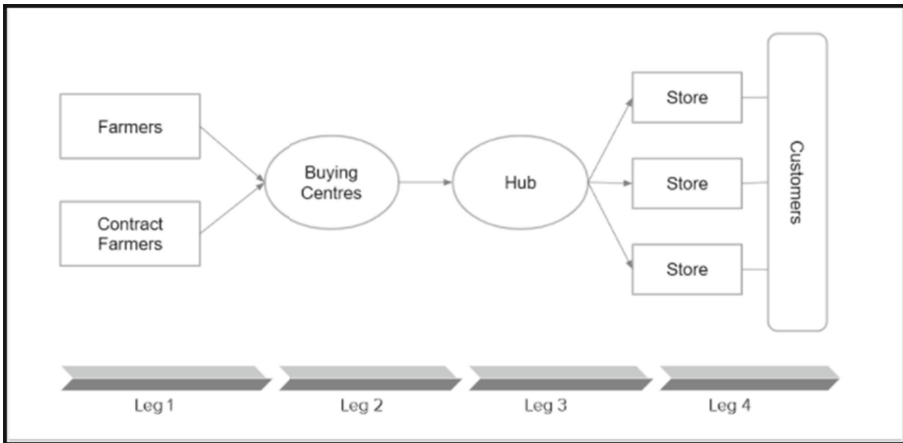 Farmers
Contract
Farmers
Buying
Centres
Hub
Store
Store
Store
Customers
Leg 1
Leg 2
Leg 3
Leg 4